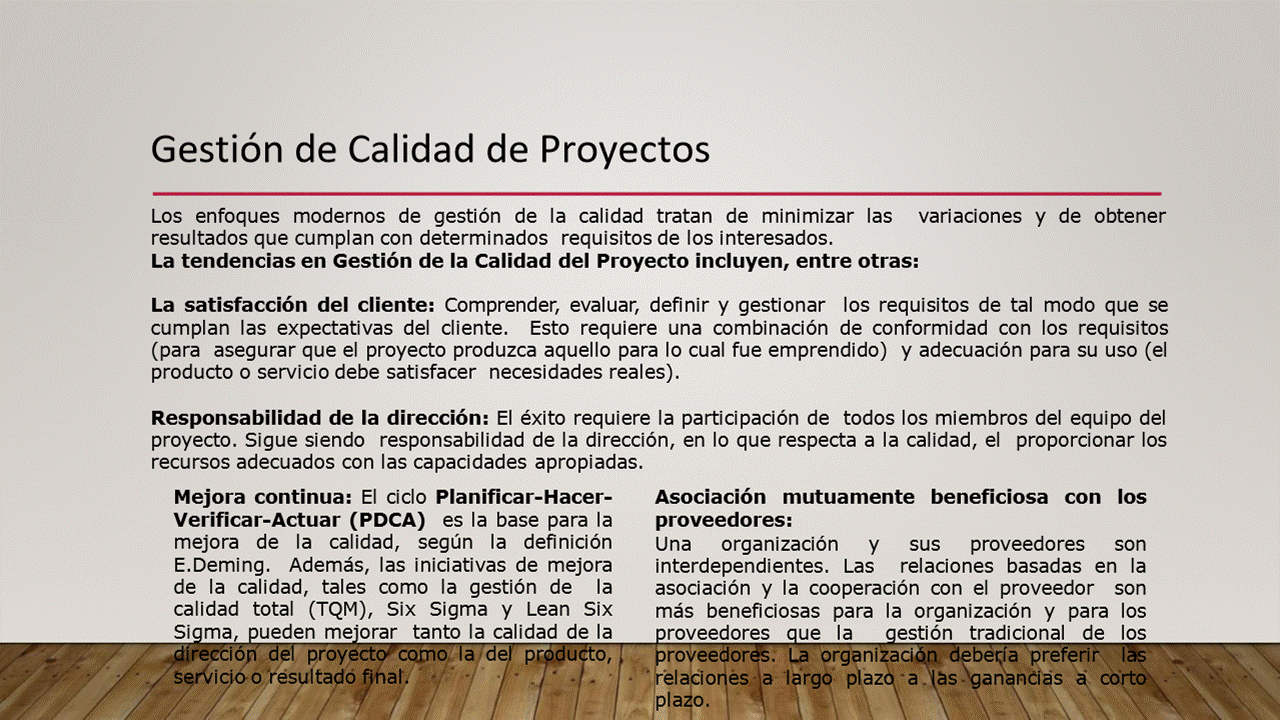 Gestión de Calidad de Proyectos
Los enfoques modernos de gestión de la calidad tratan de minimizar las variaciones y de obtener
resultados que cumplan con determinados requisitos de los interesados.
La tendencias en Gestión de la Calidad del Proyecto incluyen, entre otras:
La satisfacción del cliente: Comprender, evaluar, definir y gestionar los requisitos de tal modo que se
cumplan las expectativas del cliente. Esto requiere una combinación de conformidad con los requisitos
(para asegurar que el proyecto produzca aquello para lo cual fue emprendido) y adecuación para su uso (el
producto o servicio debe satisfacer necesidades reales).
Responsabilidad de la dirección: El éxito requiere la participación de todos los miembros del equipo del
proyecto. Sigue siendo responsabilidad de la dirección, en lo que respecta a la calidad, el proporcionar los
recursos adecuados con las capacidades apropiadas.
Mejora continua: El ciclo Planificar-Hacer-
Verificar-Actuar (PDCA) es la base para la
mejora de la calidad, según la definición
E.Deming. Además, las iniciativas de mejora
de la calidad, tales como la gestión de la
calidad total (TQM), Six Sigma y Lean Six
Sigma, pueden mejorar tanto la calidad de la
dirección del proyecto como la del producto,
servicio o resultado final.
Asociación mutuamente beneficiosa con los
proveedores:
Una organización y sus proveedores son
interdependientes. Las relaciones basadas en la
asociación y la cooperación con el proveedor son
más beneficiosas para la organización y para los
proveedores que la gestión tradicional de los
proveedores. La organización debería preferir las
relaciones a largo plazo a las ganancias a corto
plazo.